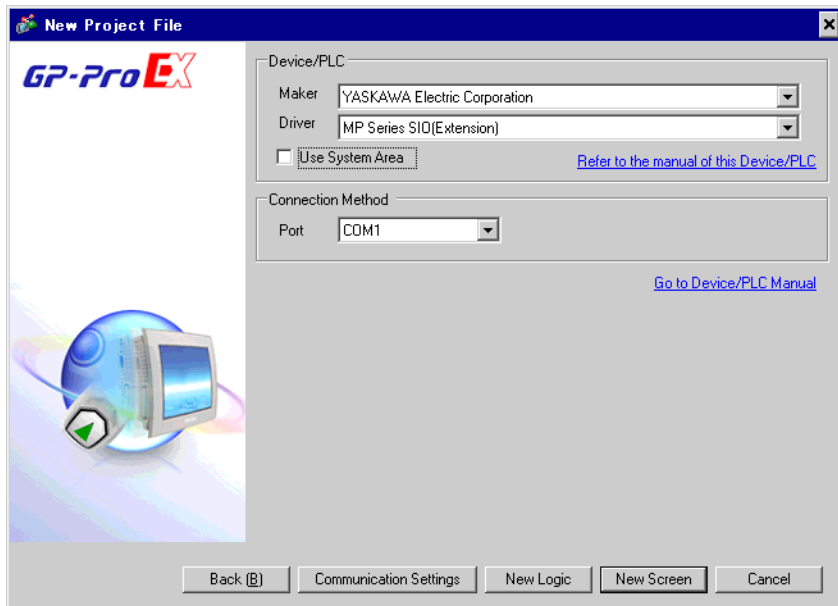 New Project File
GP-Pro EX
Device/PLC
Maker YASKAWA Electric Corporation
Driver MP Series SIO(Extension)
Use System Area Refer to the manual of this Device/PLC
Connection Method
Port COM1
Go to Device/PLC Manual
Back (B) Communication Settings New Logic New Screen Cancel